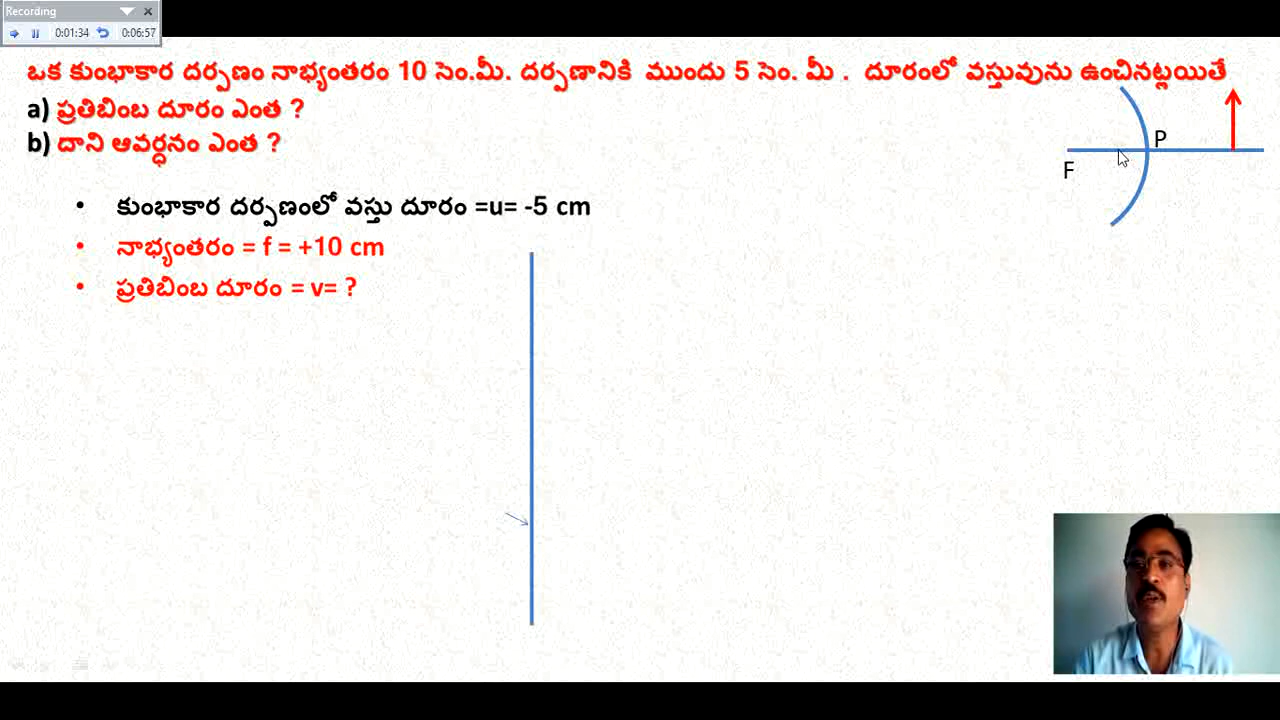 Recording
0:01:34 0:06:57
ఒక కుంభాకార దర్పణం నాభ్యంతరం 10 సెం.మీ. దర్పణానికి ముందు 5 సెం. మీ . దూరంలో వస్తువును ఉంచినట్లయితే
a) ప్రతిబింబ దూరం ఎంత ?
b) దాని ఆవర్ధనం ఎంత ?
P
F
• కుంభాకార దర్పణంలో వస్తు దూరం =u= -5 cm
• నాభ్యంతరం = f = +10 cm
• ప్రతిబింబ దూరం = v= ?